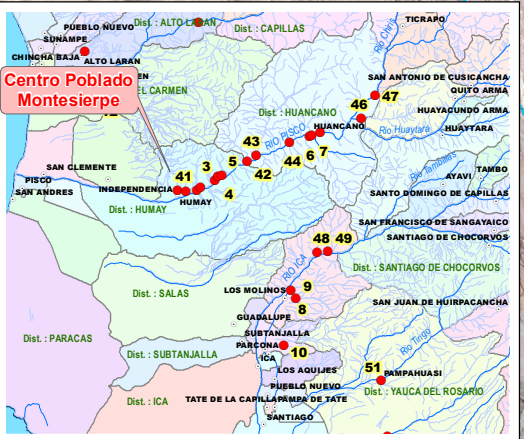 TICRAPO
Dist. : ALTO LARAN
Dist. : CAPILLAS
PUEBLO NUEVO
SUNAMPE
CHINCHA BAJA
ALTO LARAN
Rio Chiris
Centro Poblado
Montesierpe
EL CARMEN
SAN ANTONIO DE CUSICANCHA
QUITO ARMA
47
46
Dist. : HUANCANO
HUAYACUNDO ARMA
HUANCANO
Rio Huaytara
HUAYTARA
RIO PISCO
43
44
6
7
5
42
3
4
41
SAN CLEMENTE
PISCO
SAN ANDRES
INDEPENDENCIA
HUMAY
Dist. : HUMAY
Rio Tambillas
TAMBO
AYAVI
SANTO DOMINGO DE CAPILLAS
SAN FRANCISCO DE SANGAYAICO
SANTIAGO DE CHOCORVOS
48
49
Dist. : SANTIAGO DE CHOCORVOS
RIO ICA
Dist. : SALAS
LOS MOLINOS
9
8
SAN JUAN DE HUIRPACANCHA
GUADALUPE
SUBTANJALLA
Dist. : PARACAS
Dist. : SUBTANJALLA
PARCONA
10
ICA
Rio Tingo
LOS AQUIJES
51
PAMPAHUASI
PUEBLO NUEVO
Dist. : YAUCA DEL ROSARIO
Dist. : ICA
TATE DE LA CAPILLA
PAMPA DE TATE
SANTIAGO